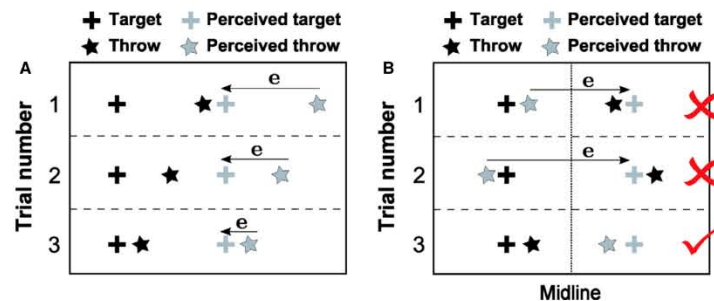 Target Perceived target
Throw Perceived throw
A
e
1
e
2
e
3
Trial number
Target Perceived target
Throw Perceived throw
B
e
1
e
2
3
Trial number
Midline